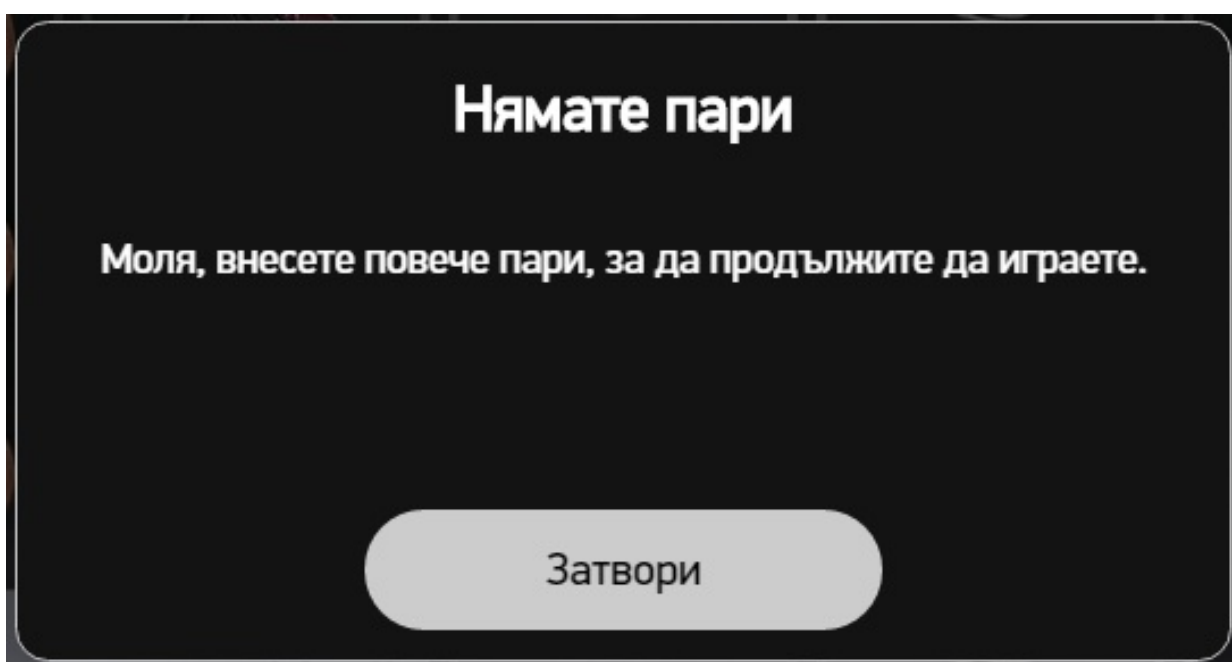 Нямате пари
Моля, внесете повече пари, за да продължите да играете.
Затвори